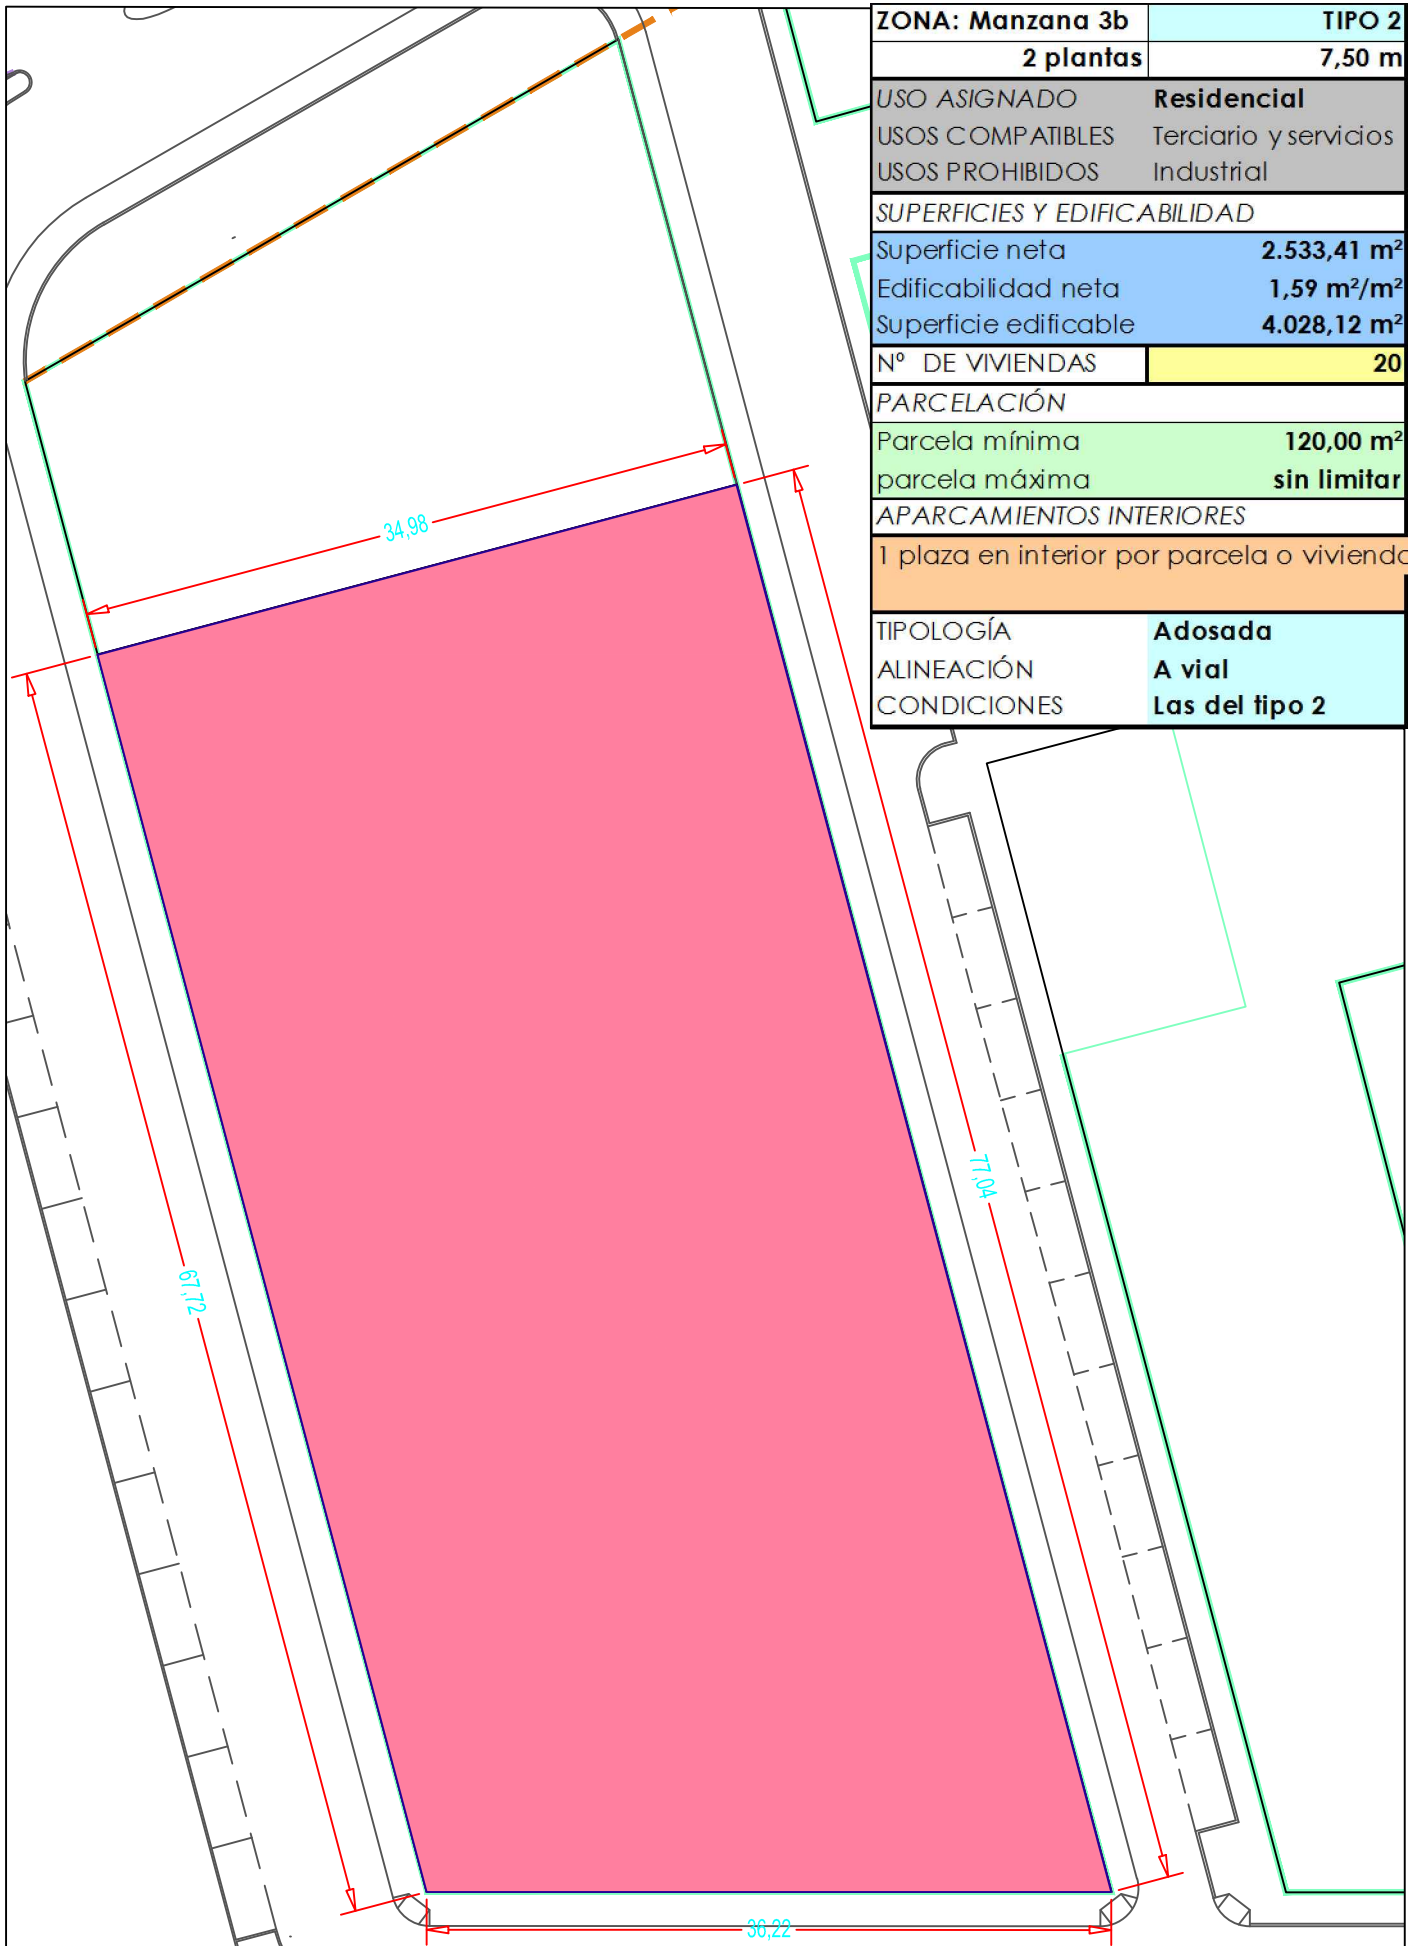 ZONA: Manzana 3b TIPO 2
2 plantas 7,50 m
USO ASIGNADO Residencial
USOS COMPATIBLES Terciario y servicios
USOS PROHIBIDOS Industrial
SUPERFICIES Y EDIFICABILIDAD
Superficie neta 2.533,41 m²
Edificabilidad neta 1,59 m²/m²
Superficie edificable 4.028,12 m²
Nº DE VIVIENDAS 20
PARCELACIÓN
Parcela mínima 120,00 m²
parcela máxima sin limitar
APARCAMIENTOS INTERIORES
1 plaza en interior por parcela o vivienda
TIPOLOGÍA Adosada
ALINEACIÓN A vial
CONDICIONES Las del tipo 2
34,98
77,04
67,72
36,22